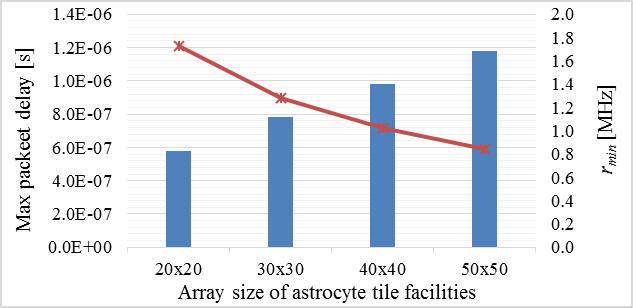 Max packeet delay [s]
1.4E-06
1.2E-06
1.0E-06
8.0E-07
6.0E-07
4.0E-07
2.0E-07
0.0E+00
2.0
1.8
1.6
1.4
1.2
1.0
0.8
0.6
0.4
0.2
0.0
r_min [MHz]
20x20 30x30 40x40 50x50
Array size of astrocyte tile facilities